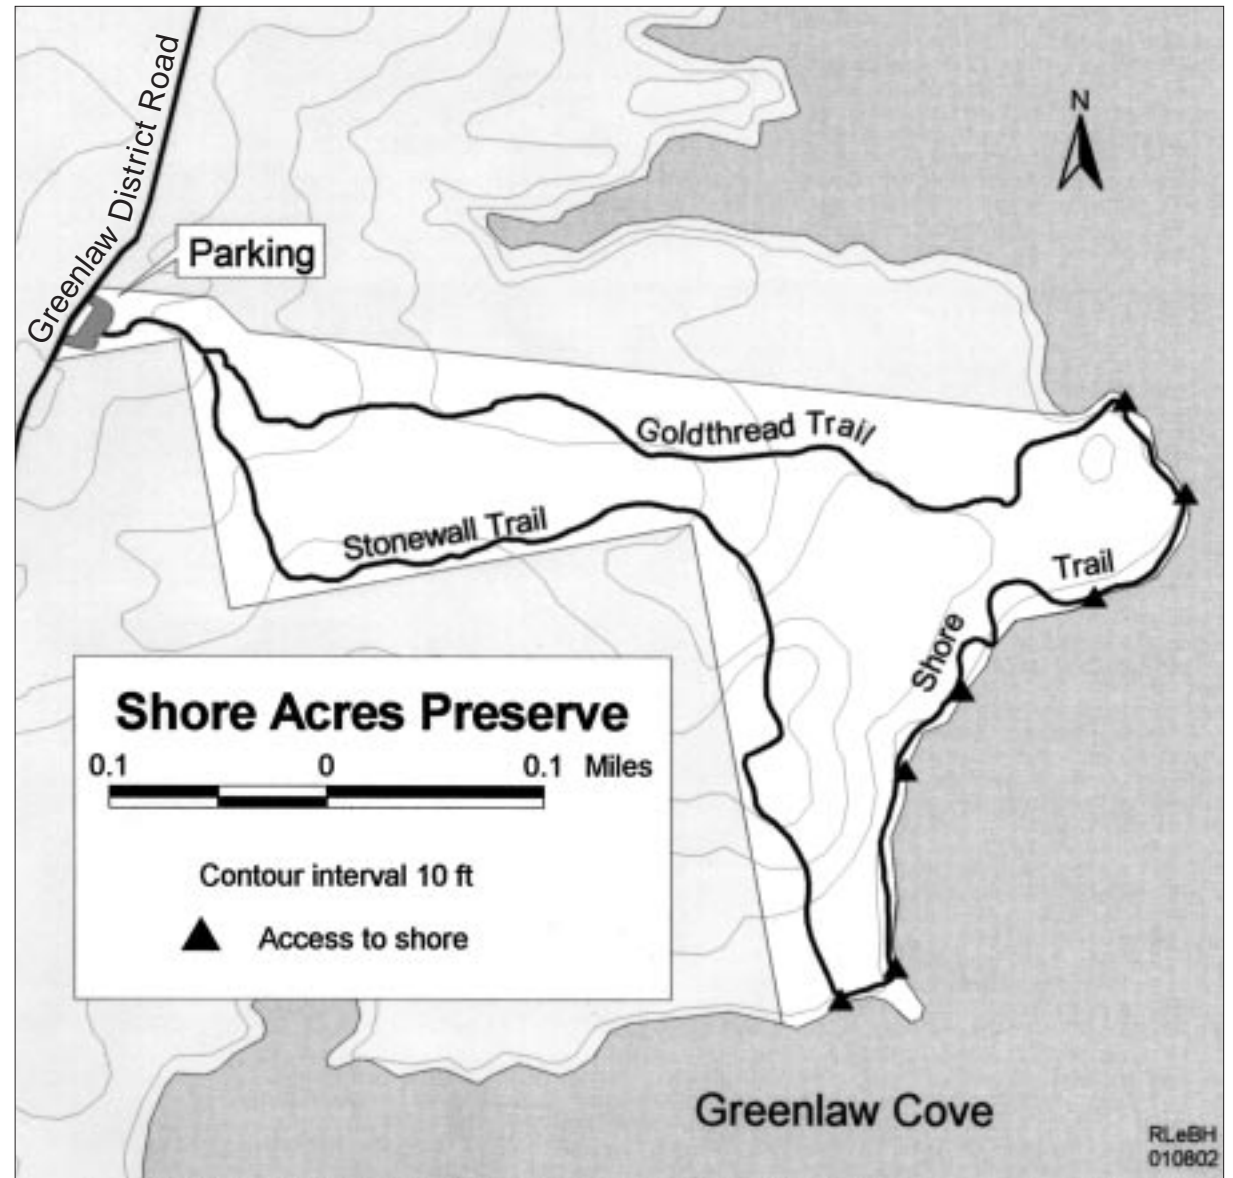 Greenlaw District Road
N
Parking
Goldthread Trail
Stonewall Trail
Shore Trail
Shore Acres Preserve
0.1 0 0.1 Miles
Contour interval 10 ft
Access to shore
Greenlaw Cove
RLeBH
010802